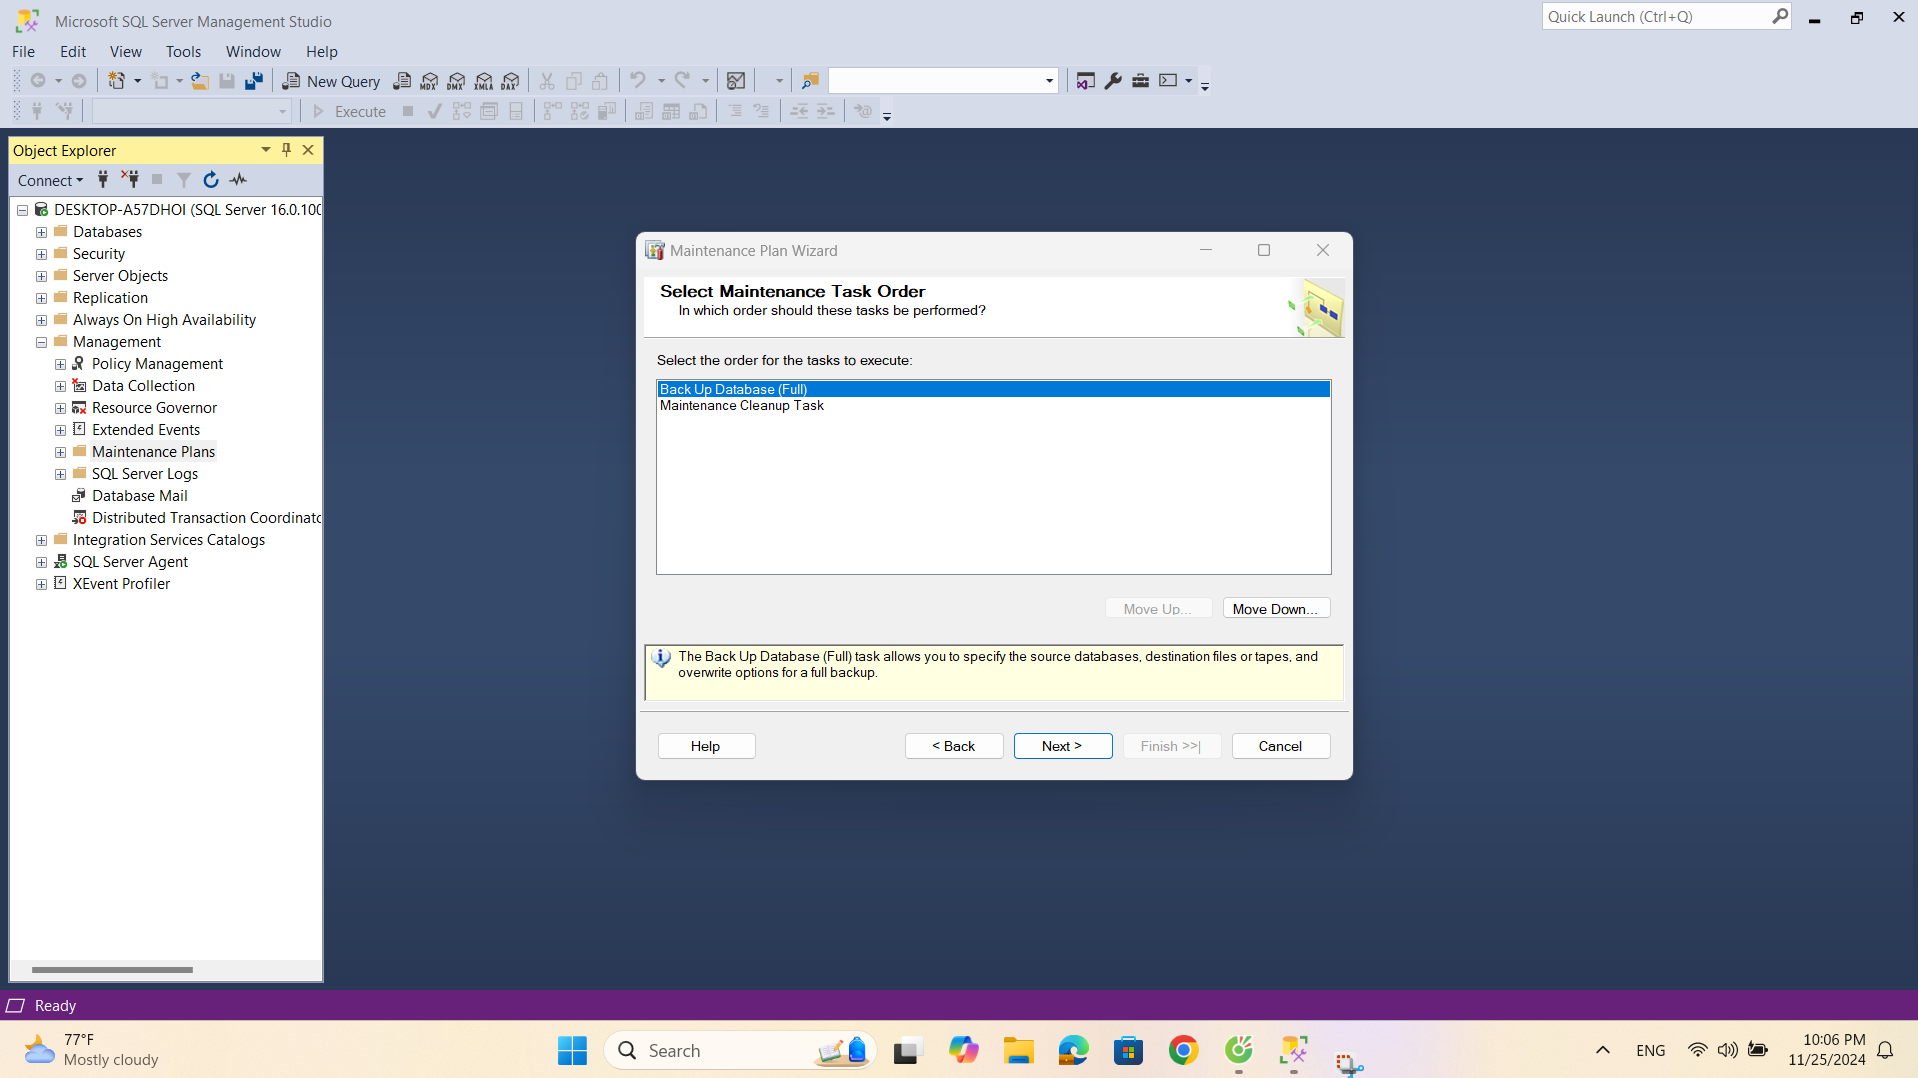 Microsoft SQL Server Management Studio
Quick Launch (Ctrl+Q)
File Edit View Tools Window Help
New Query MDX DMX XMLA DAX
Execute
Object Explorer
Connect
DESKTOP-A57DHOI (SQL Server 16.0.100
Databases
Security
Server Objects
Replication
Always On High Availability
Management
Policy Management
Data Collection
Resource Governor
Extended Events
Maintenance Plans
SQL Server Logs
Database Mail
Distributed Transaction Coordinato
Integration Services Catalogs
SQL Server Agent
XEvent Profiler
Maintenance Plan Wizard
Select Maintenance Task Order
In which order should these tasks be performed?
Select the order for the tasks to execute:
Back Up Database (Full)
Maintenance Cleanup Task
Move Up... Move Down...
The Back Up Database (Full) task allows you to specify the source databases, destination files or tapes, and
overwrite options for a full backup.
Help < Back Next > Finish >>| Cancel
Ready
77°F
Mostly cloudy
Search
ENG
10:06 PM
11/25/2024